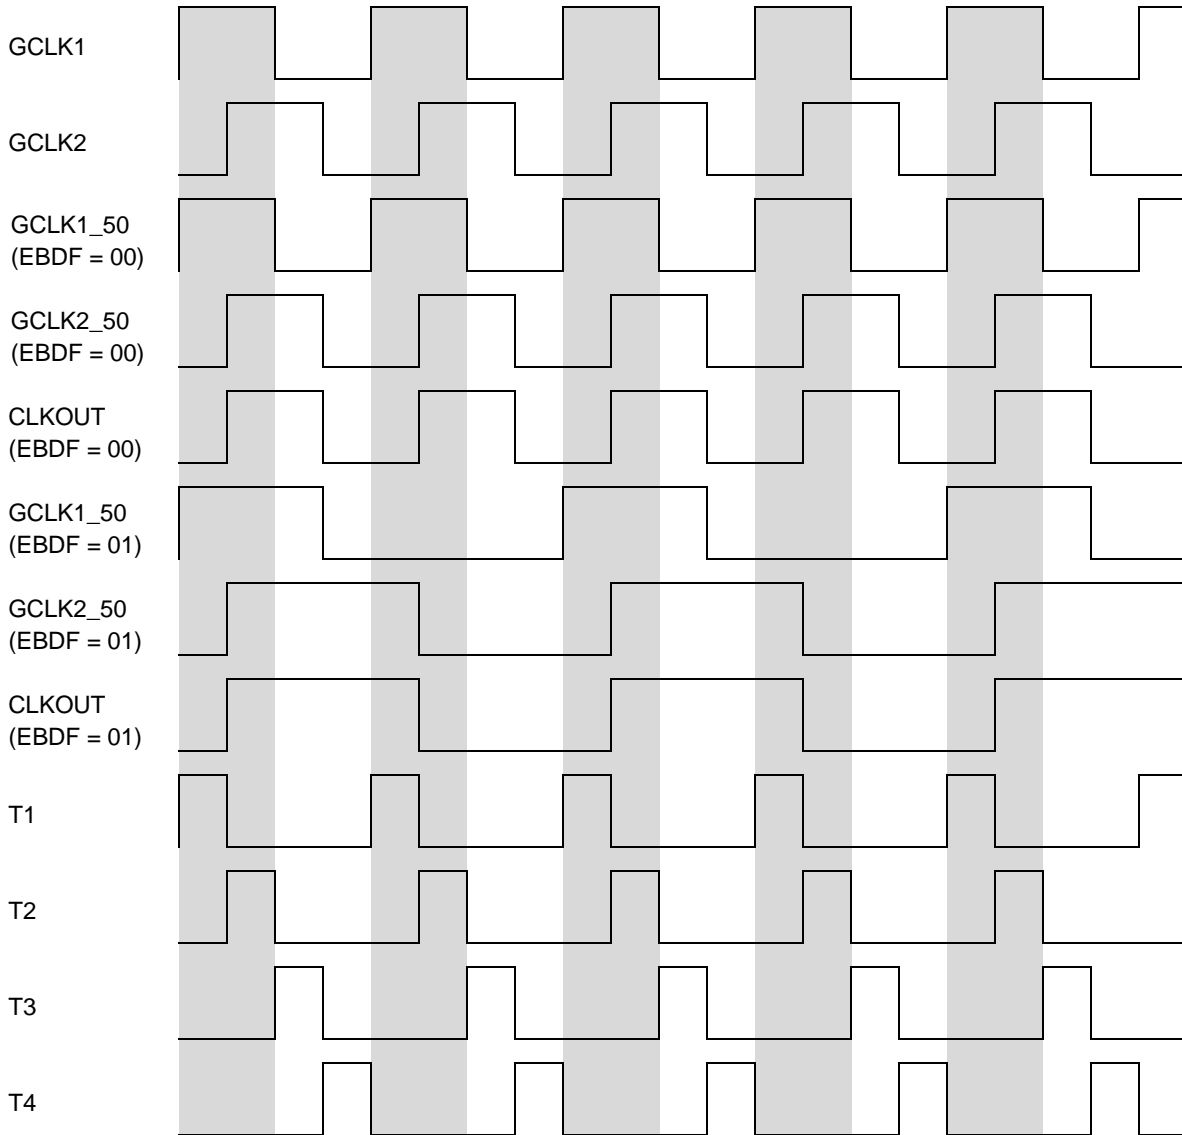 GCLK1
GCLK2
GCLK1_50
(EBDF = 00)
GCLK2_50
(EBDF = 00)
CLKOUT
(EBDF = 00)
GCLK1_50
(EBDF = 01)
GCLK2_50
(EBDF = 01)
CLKOUT
(EBDF = 01)
T1
T2
T3
T4